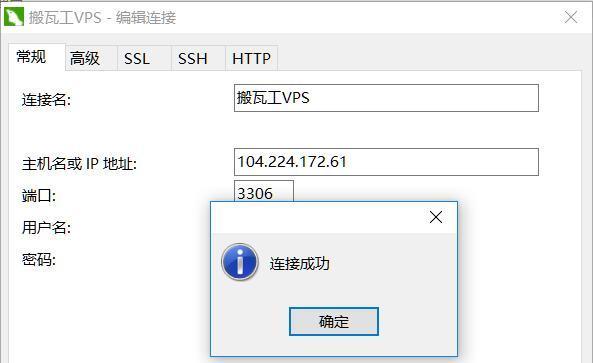 搬瓦工VPS - 编辑连接
常规 高级 SSL SSH HTTP
连接名: 搬瓦工VPS
主机名或 IP 地址: 104.224.172.61
端口: 3306
用户名:
密码:
连接成功
确定